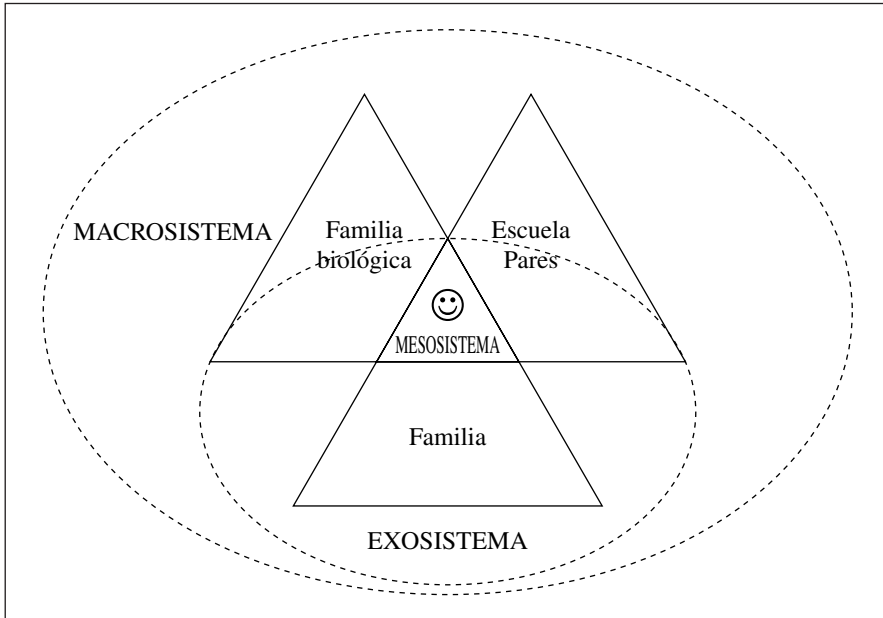 MACROSISTEMA
Familia
biológica
Escuela
Pares
MESOSISTEMA
Familia
EXOSISTEMA